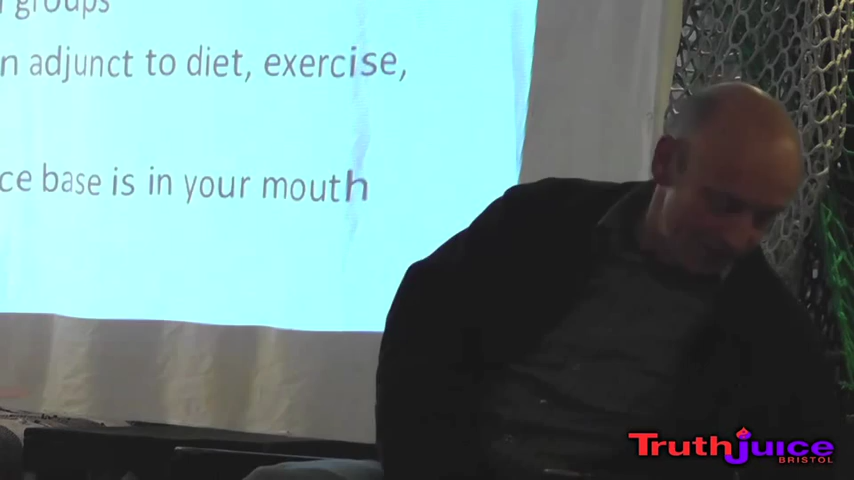 groups
n adjunct to diet, exercise,
ce base is in your mouth
Truthjuice
BRISTOL